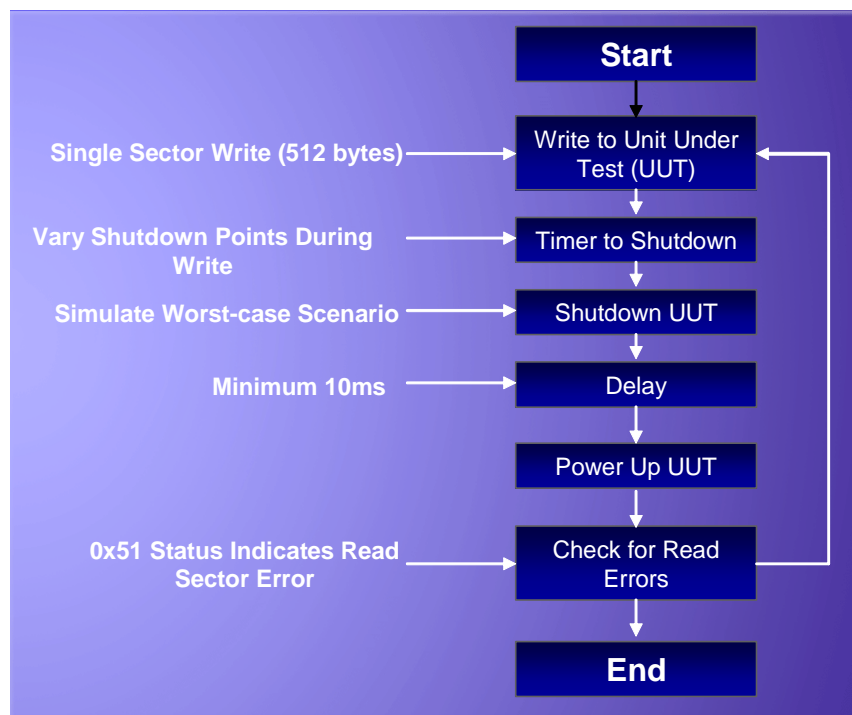 Start
Single Sector Write (512 bytes)
Write to Unit Under
Test (UUT)
Vary Shutdown Points During
Write
Timer to Shutdown
Simulate Worst-case Scenario
Shutdown UUT
Minimum 10ms
Delay
Power Up UUT
0x51 Status Indicates Read
Sector Error
Check for Read
Errors
End